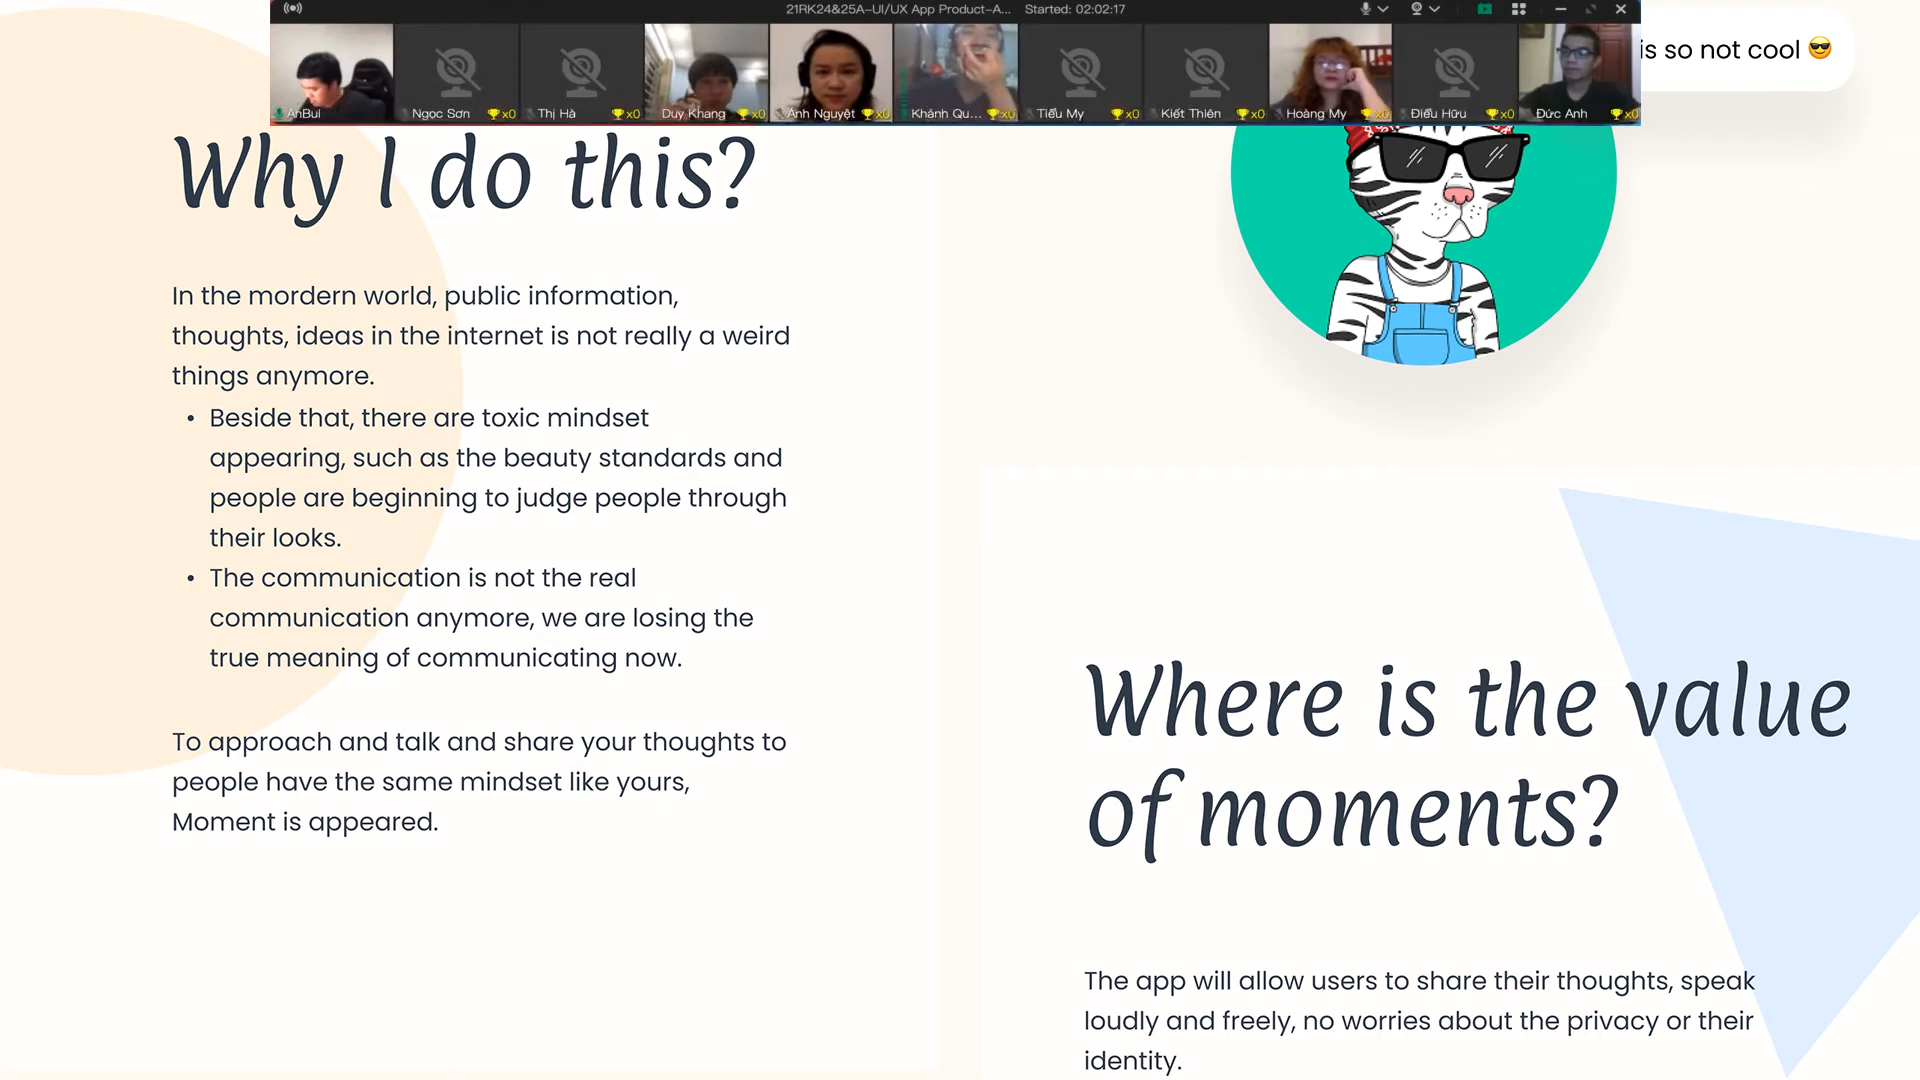 21RK24&25A-UI/UX App Product-A... Started: 02:02:17
AnBui
Ngọc Sơn x0
Thị Hà x0
Duy Khang x0
Ánh Nguyệt x0
Khánh Qu... x0
Tiểu My x0
Kiết Thiên x0
Hoàng My x0
Điểu Hữu x0
Đức Anh x0
is so not cool 😎
Why I do this?
In the mordern world, public information,
thoughts, ideas in the internet is not really a weird
things anymore.
• Beside that, there are toxic mindset
appearing, such as the beauty standards and
people are beginning to judge people through
their looks.
• The communication is not the real
communication anymore, we are losing the
true meaning of communicating now.
To approach and talk and share your thoughts to
people have the same mindset like yours,
Moment is appeared.
Where is the value
of moments?
The app will allow users to share their thoughts, speak
loudly and freely, no worries about the privacy or their
identity.